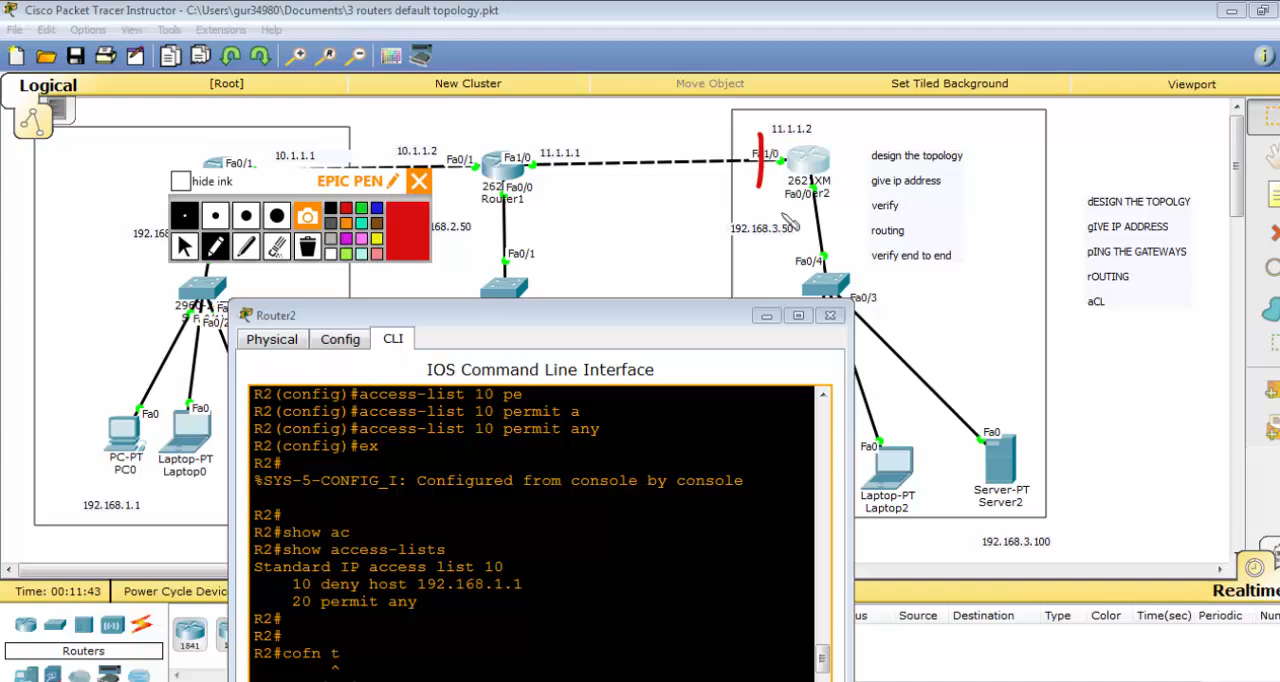 Cisco Packet Tracer Instructor - C:\Users\gur34980\Documents\3 routers default topology.pkt
File Edit Options View Tools Extensions Help
Logical [Root] New Cluster Move Object Set Tiled Background Viewport
11.1.1.2
Fa0/1 10.1.1.1 10.1.1.2 Fa0/1 Fa1/0 11.1.1.1 Fa1/0
design the topology
hide ink EPIC PEN
Fa0/0
Router1
Fa0/0
give ip address
verify
routing
verify end to end
dESIGN THE TOPOLGY
gIVE IP ADDRESS
pING THE GATEWAYS
rOUTING
aCL
192.168.3.50
Fa0/1
Fa0/4
Fa0/3
Router2
Physical Config CLI
IOS Command Line Interface
R2(config)#access-list 10 pe
R2(config)#access-list 10 permit a
R2(config)#access-list 10 permit any
R2(config)#ex
R2#
%SYS-5-CONFIG_I: Configured from console by console
R2#
R2#show ac
R2#show access-lists
Standard IP access list 10
10 deny host 192.168.1.1
20 permit any
R2#
R2#
R2#cofn t
^
Fa0 Fa0
PC-PT
PC0
Laptop-PT
Laptop0
192.168.1.1
Fa0 Fa0
Laptop-PT
Laptop2
Server-PT
Server2
192.168.3.100
Time: 00:11:43 Power Cycle Devic
Realtime
Source Destination Type Color Time(sec) Periodic
1841
Routers